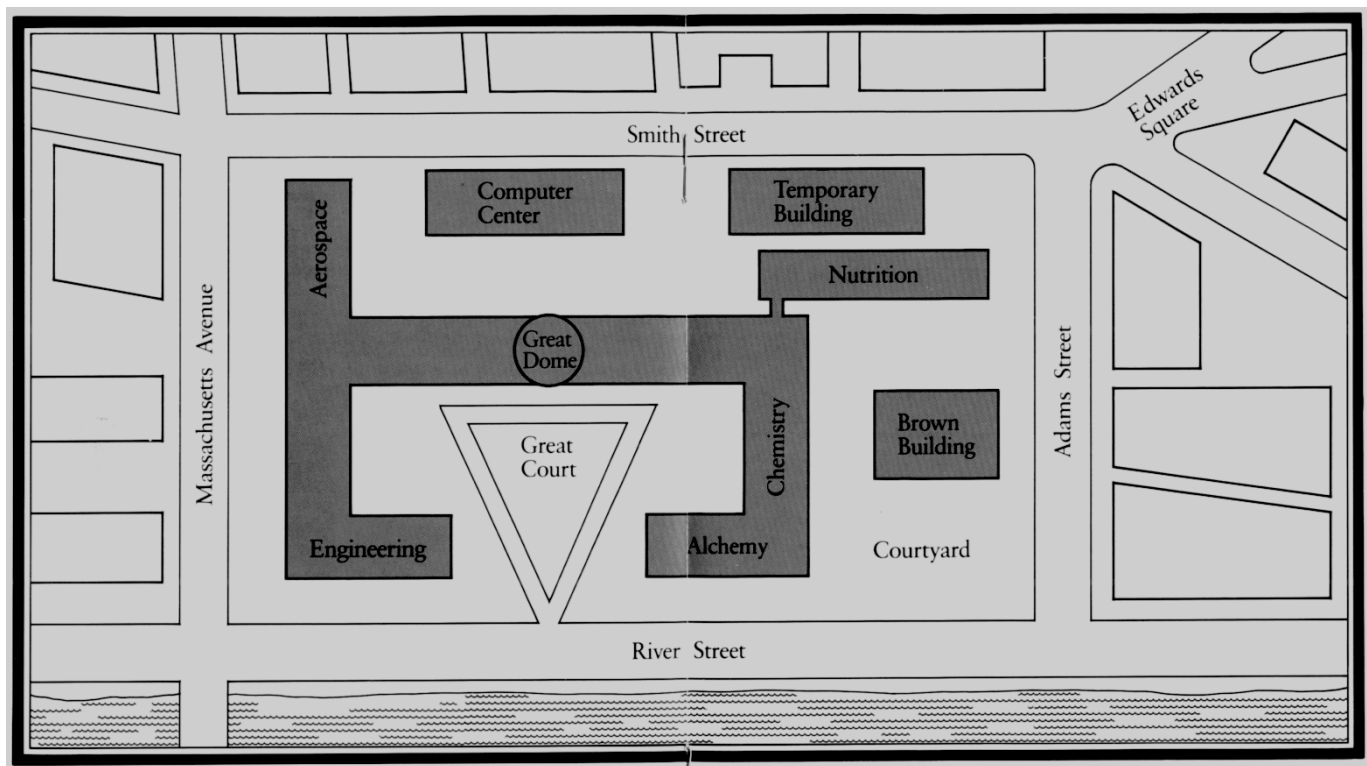 Edwards
Square
Smith Street
Computer
Center
Temporary
Building
Aerospace
Nutrition
Great
Dome
Massachusetts Avenue
Adams Street
Great
Court
Chemistry
Brown
Building
Engineering
Alchemy
Courtyard
River Street